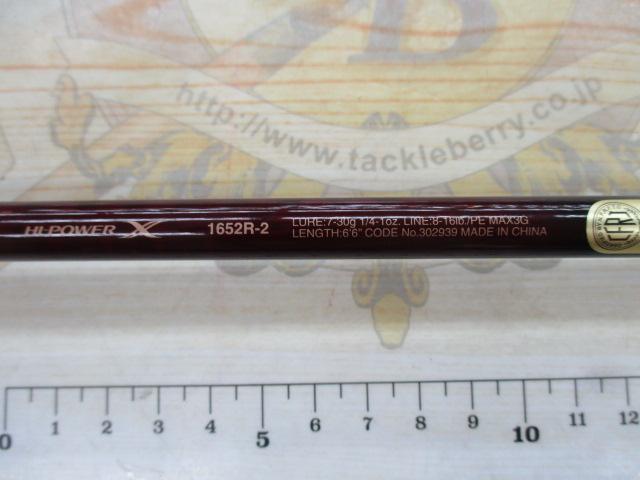 http://www.tackleberry.co.jp
HI-POWER X 1652R-2
LURE:7-30g 1/4-1oz. LINE:8-16lb./PE MAX3G
LENGTH:6'6" CODE No.302939 MADE IN CHINA
0 1 2 3 4 5 6 7 8 9 10 11 12